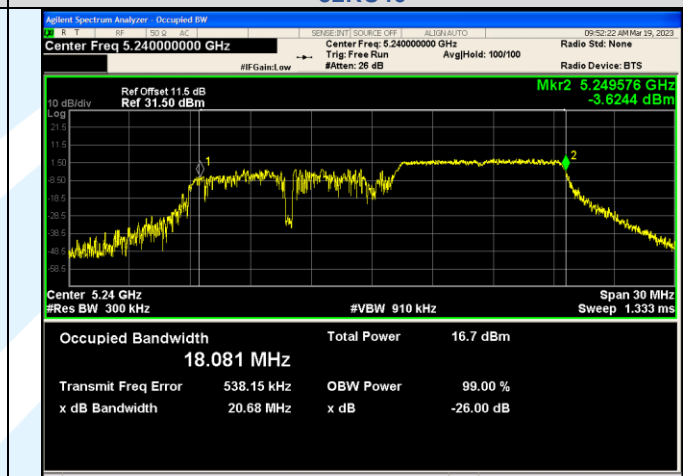 Agilent Spectrum Analyzer - Occupied BW
R T RF 50 Ω AC SENSE:INT SOURCE OFF ALIGNAUTO 09:52:22 AM Mar 19, 2023
Center Freq 5.240000000 GHz Center Freq: 5.240000000 GHz Radio Std: None
Trig: Free Run Avg|Hold: 100/100
#IFGain:Low #Atten: 26 dB Radio Device: BTS
Mkr2 5.249576 GHz
Ref Offset 11.5 dB -3.6244 dBm
10 dB/div Ref 31.50 dBm
Log
21.5
11.5
1.50
-8.50
-18.5
-28.5
-38.5
-48.5
-58.5
1
2
Center 5.24 GHz Span 30 MHz
#Res BW 300 kHz #VBW 910 kHz Sweep 1.333 ms
Occupied Bandwidth Total Power 16.7 dBm
18.081 MHz
Transmit Freq Error 538.15 kHz OBW Power 99.00 %
x dB Bandwidth 20.68 MHz x dB -26.00 dB